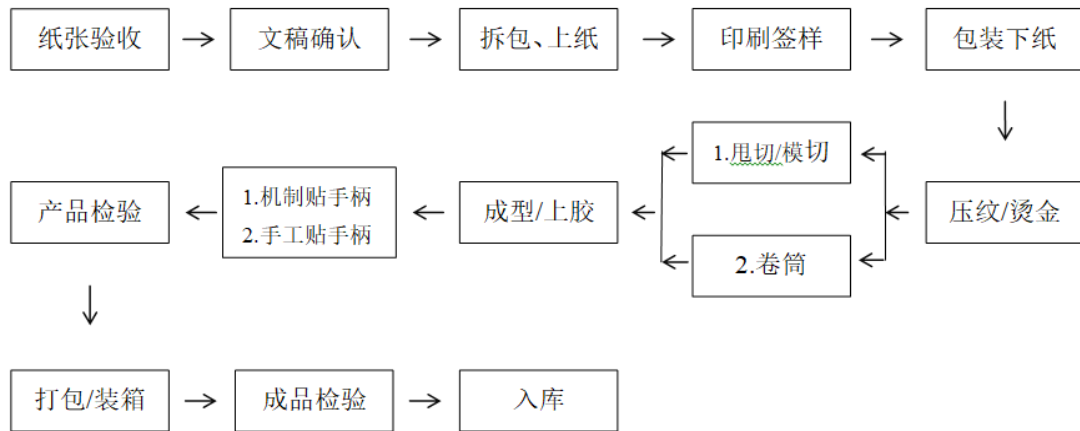 纸张验收
文稿确认
拆包、上纸
印刷签样
包装下纸
压纹/烫金
1.甩切/模切
2.卷筒
成型/上胶
1.机制贴手柄
2.手工贴手柄
产品检验
打包/装箱
成品检验
入库